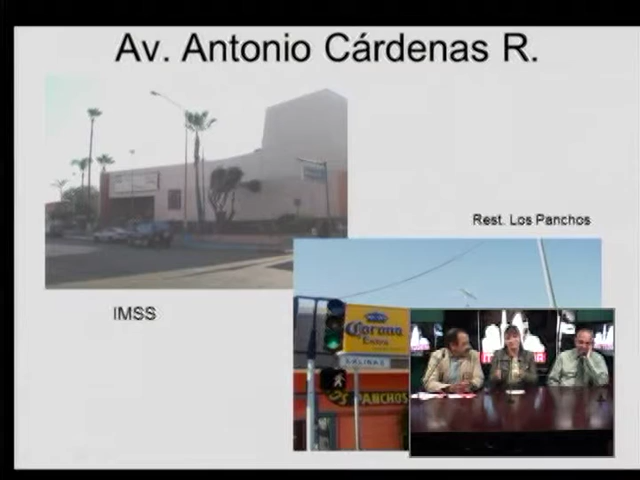 Av. Antonio Cárdenas R.
Rest. Los Panchos
IMSS
Corona
Extra
SALINAS
PANCHOS